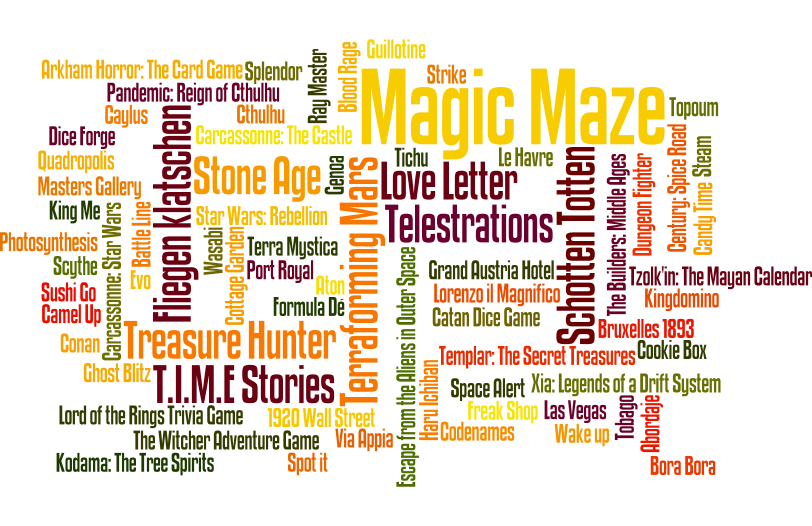 Guillotine
Arkham Horror: The Card Game
Splendor
Ray Master
Blood Rage
Strike
Magic Maze
Pandemic: Reign of Cthulhu
Caylus
Cthulhu
Topoum
Dice Forge
Fliegen Klatschen
Carcassonne: The Castle
Quadropolis
Stone Age
Genoa
Tichu
Le Havre
Schotten Totten
The Builders: Middle Ages
Dungeon Fighter
Century: Spice Road
Candy Time
Steam
Masters Gallery
Love Letter
King Me
Carcassonne: Star Wars
Battle Line
Star Wars: Rebellion
Terraforming Mars
Telestrations
Photosynthesis
Wasabi
Cottage Garden
Terra Mystica
Scythe
Evo
Port Royal
Aton
Escape from the Aliens in Outer Space
Grand Austria Hotel
Tzolk'in: The Mayan Calendar
Sushi Go
Lorenzo il Magnifico
Kingdomino
Camel Up
Formula Dé
Catan Dice Game
Bruxelles 1893
Conan
Treasure Hunter
Templar: The Secret Treasures
Cookie Box
Ghost Blitz
T.I.M.E Stories
Haru Ichiban
Space Alert
Xia: Legends of a Drift System
Lord of the Rings Trivia Game
1920 Wall Street
Freak Shop
Las Vegas
Tobago
Abordaje
The Witcher Adventure Game
Via Appia
Codenames
Wake up
Kodama: The Tree Spirits
Spot it
Bora Bora